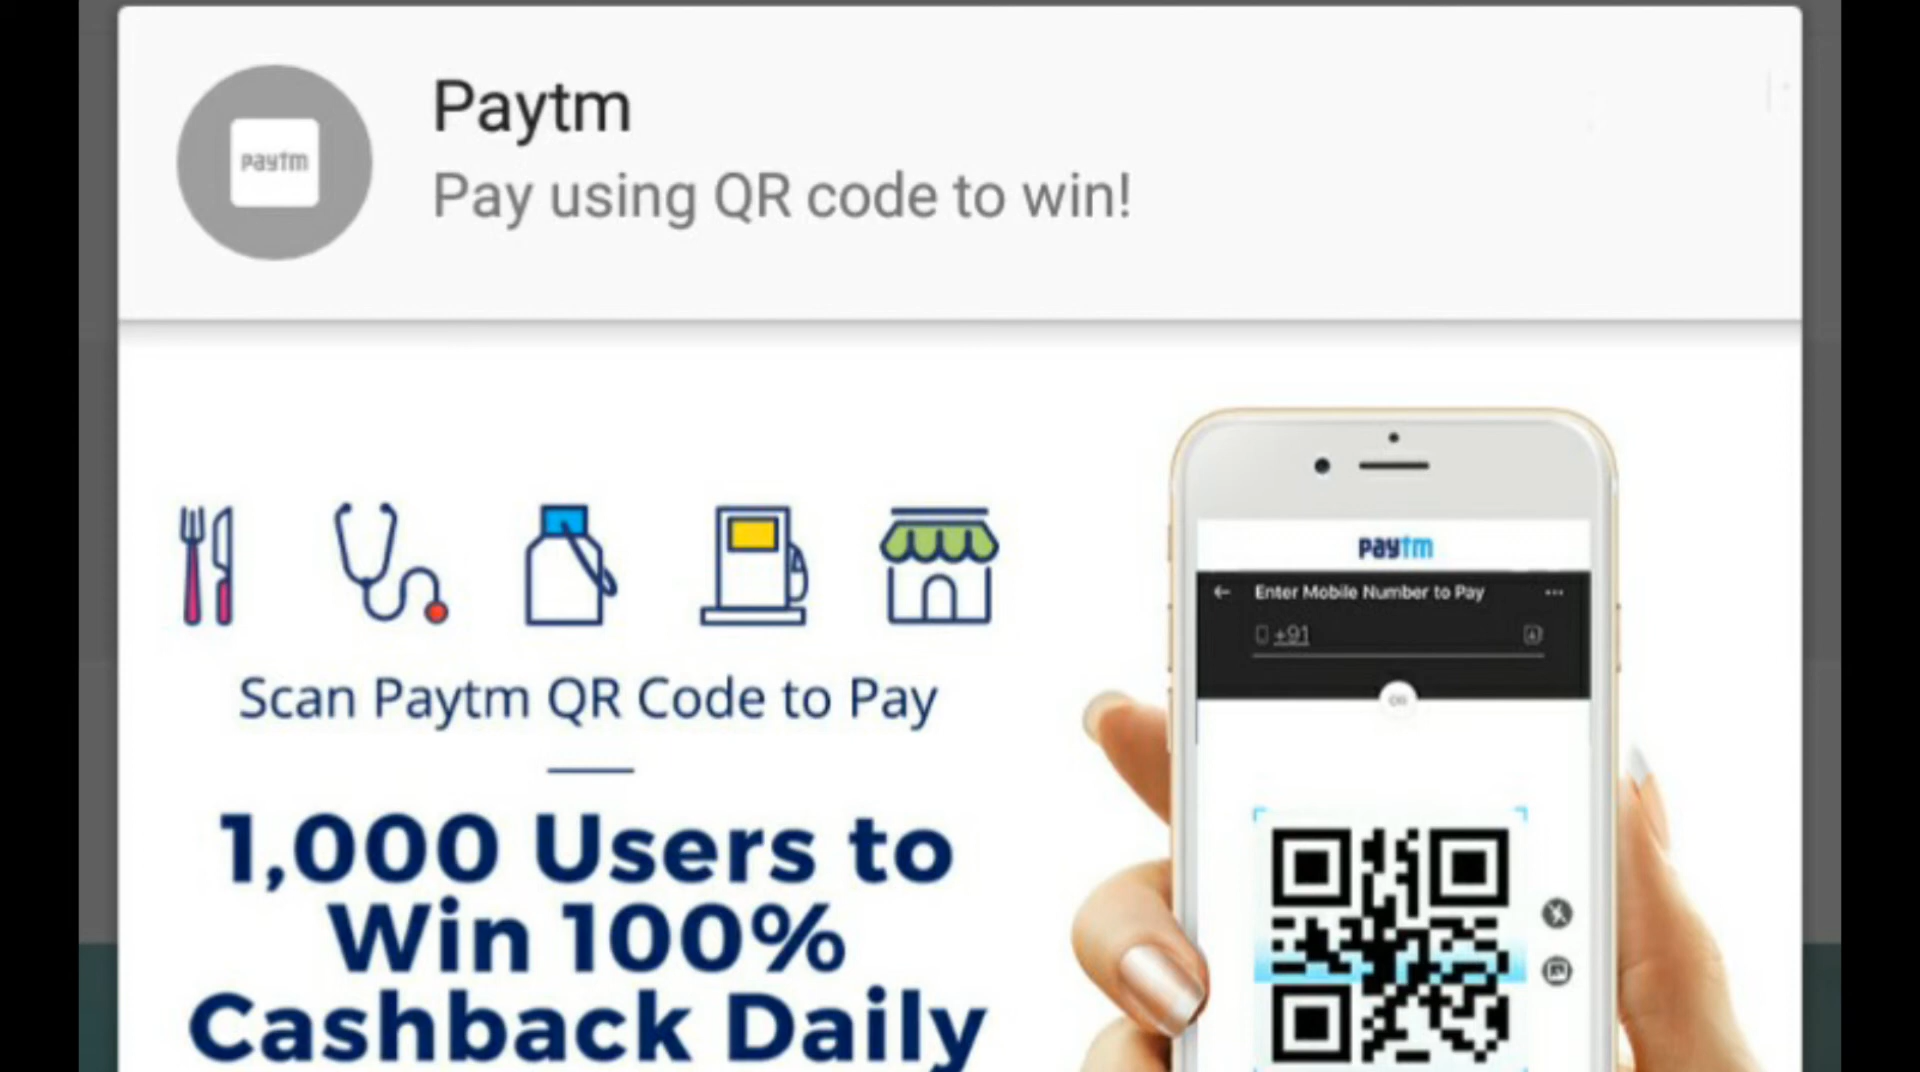 Paytm
paytm
Pay using QR code to win!
Scan Paytm QR Code to Pay
1,000 Users to
Win 100%
Cashback Daily
paytm
Enter Mobile Number to Pay
+91
OR